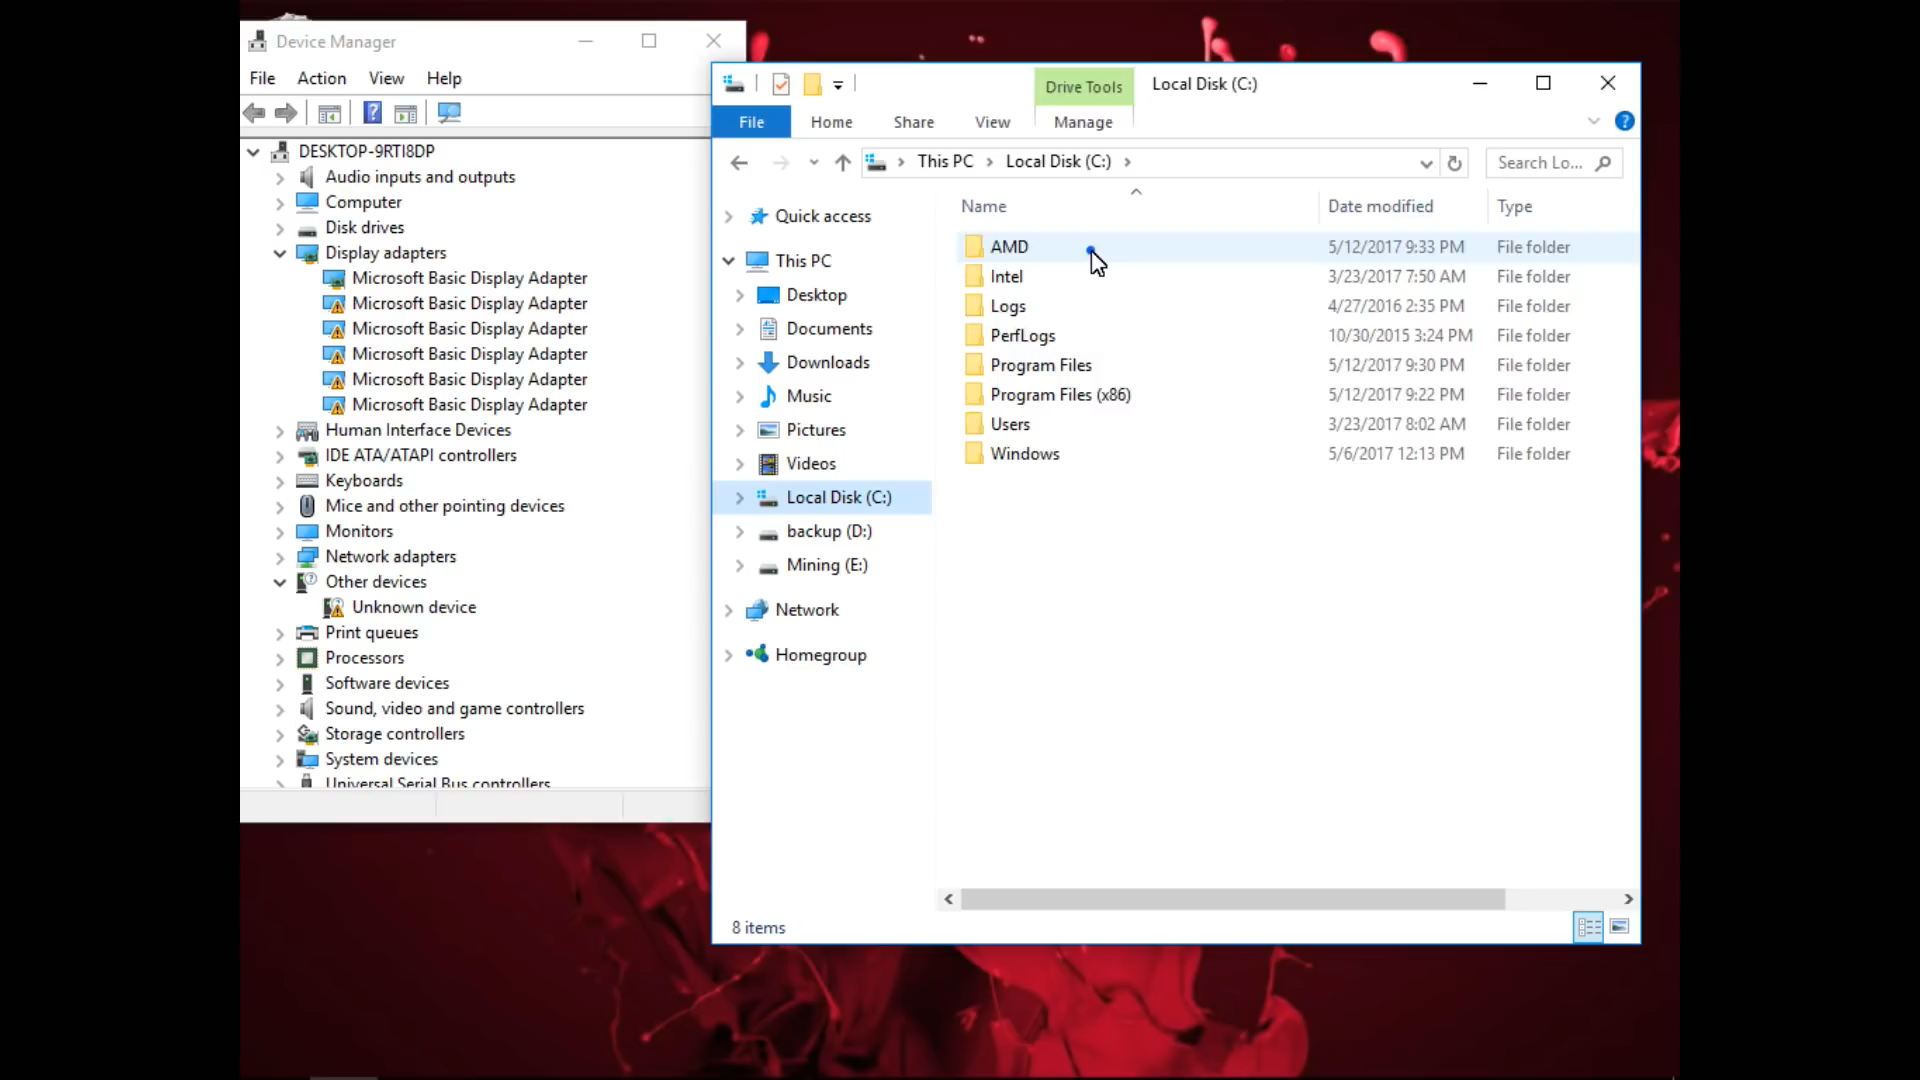 Device Manager
File Action View Help
DESKTOP-9RTI8DP
Audio inputs and outputs
Computer
Disk drives
Display adapters
Microsoft Basic Display Adapter
Microsoft Basic Display Adapter
Microsoft Basic Display Adapter
Microsoft Basic Display Adapter
Microsoft Basic Display Adapter
Microsoft Basic Display Adapter
Human Interface Devices
IDE ATA/ATAPI controllers
Keyboards
Mice and other pointing devices
Monitors
Network adapters
Other devices
Unknown device
Print queues
Processors
Software devices
Sound, video and game controllers
Storage controllers
System devices
Universal Serial Bus controllers
Drive Tools Local Disk (C:)
File Home Share View Manage
This PC Local Disk (C:) Search Lo...
Quick access
This PC
Desktop
Documents
Downloads
Music
Pictures
Videos
Local Disk (C:)
backup (D:)
Mining (E:)
Network
Homegroup
Name Date modified Type
AMD 5/12/2017 9:33 PM File folder
Intel 3/23/2017 7:50 AM File folder
Logs 4/27/2016 2:35 PM File folder
PerfLogs 10/30/2015 3:24 PM File folder
Program Files 5/12/2017 9:30 PM File folder
Program Files (x86) 5/12/2017 9:22 PM File folder
Users 3/23/2017 8:02 AM File folder
Windows 5/6/2017 12:13 PM File folder
8 items